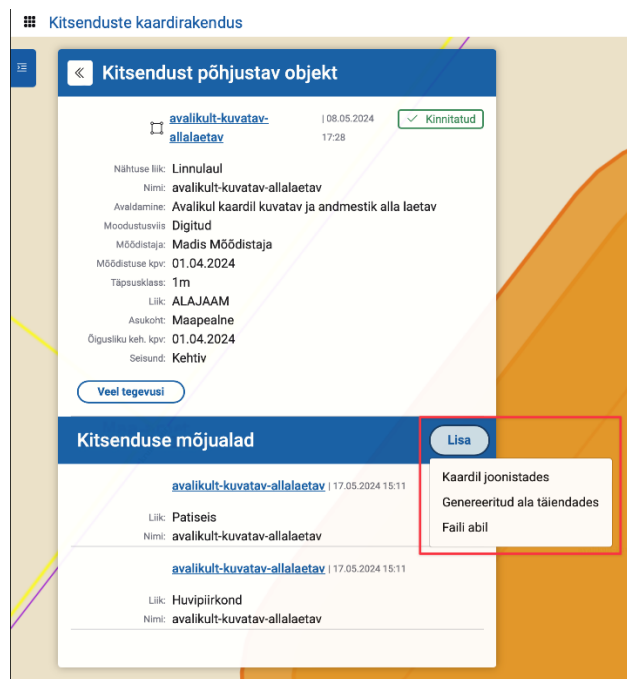 Kitsenduste kaardirakendus
Kitsendust põhjustav objekt
avalikult-kuvatav-allalaetav | 08.05.2024 17:28 Kinnitatud
Nähtuse liik: Linnulaul
Nimi: avalikult-kuvatav-allalaetav
Avaldamine: Avalikul kaardil kuvatav ja andmestik alla laetav
Moodustusviis Digitud
Mõõdistaja: Madis Mõõdistaja
Mõõdistuse kpv: 01.04.2024
Täpsusklass: 1m
Liik: ALAJAAM
Asukoht: Maapealne
Õigusliku keh. kpv: 01.04.2024
Seisund: Kehtiv
Veel tegevusi
Kitsenduse mõjualad
Lisa
Kaardil joonistades
Genereeritud ala täiendades
Faili abil
avalikult-kuvatav-allalaetav | 17.05.2024 15:11
Liik: Patiseis
Nimi: avalikult-kuvatav-allalaetav
avalikult-kuvatav-allalaetav | 17.05.2024 15:11
Liik: Huvipiirkond
Nimi: avalikult-kuvatav-allalaetav